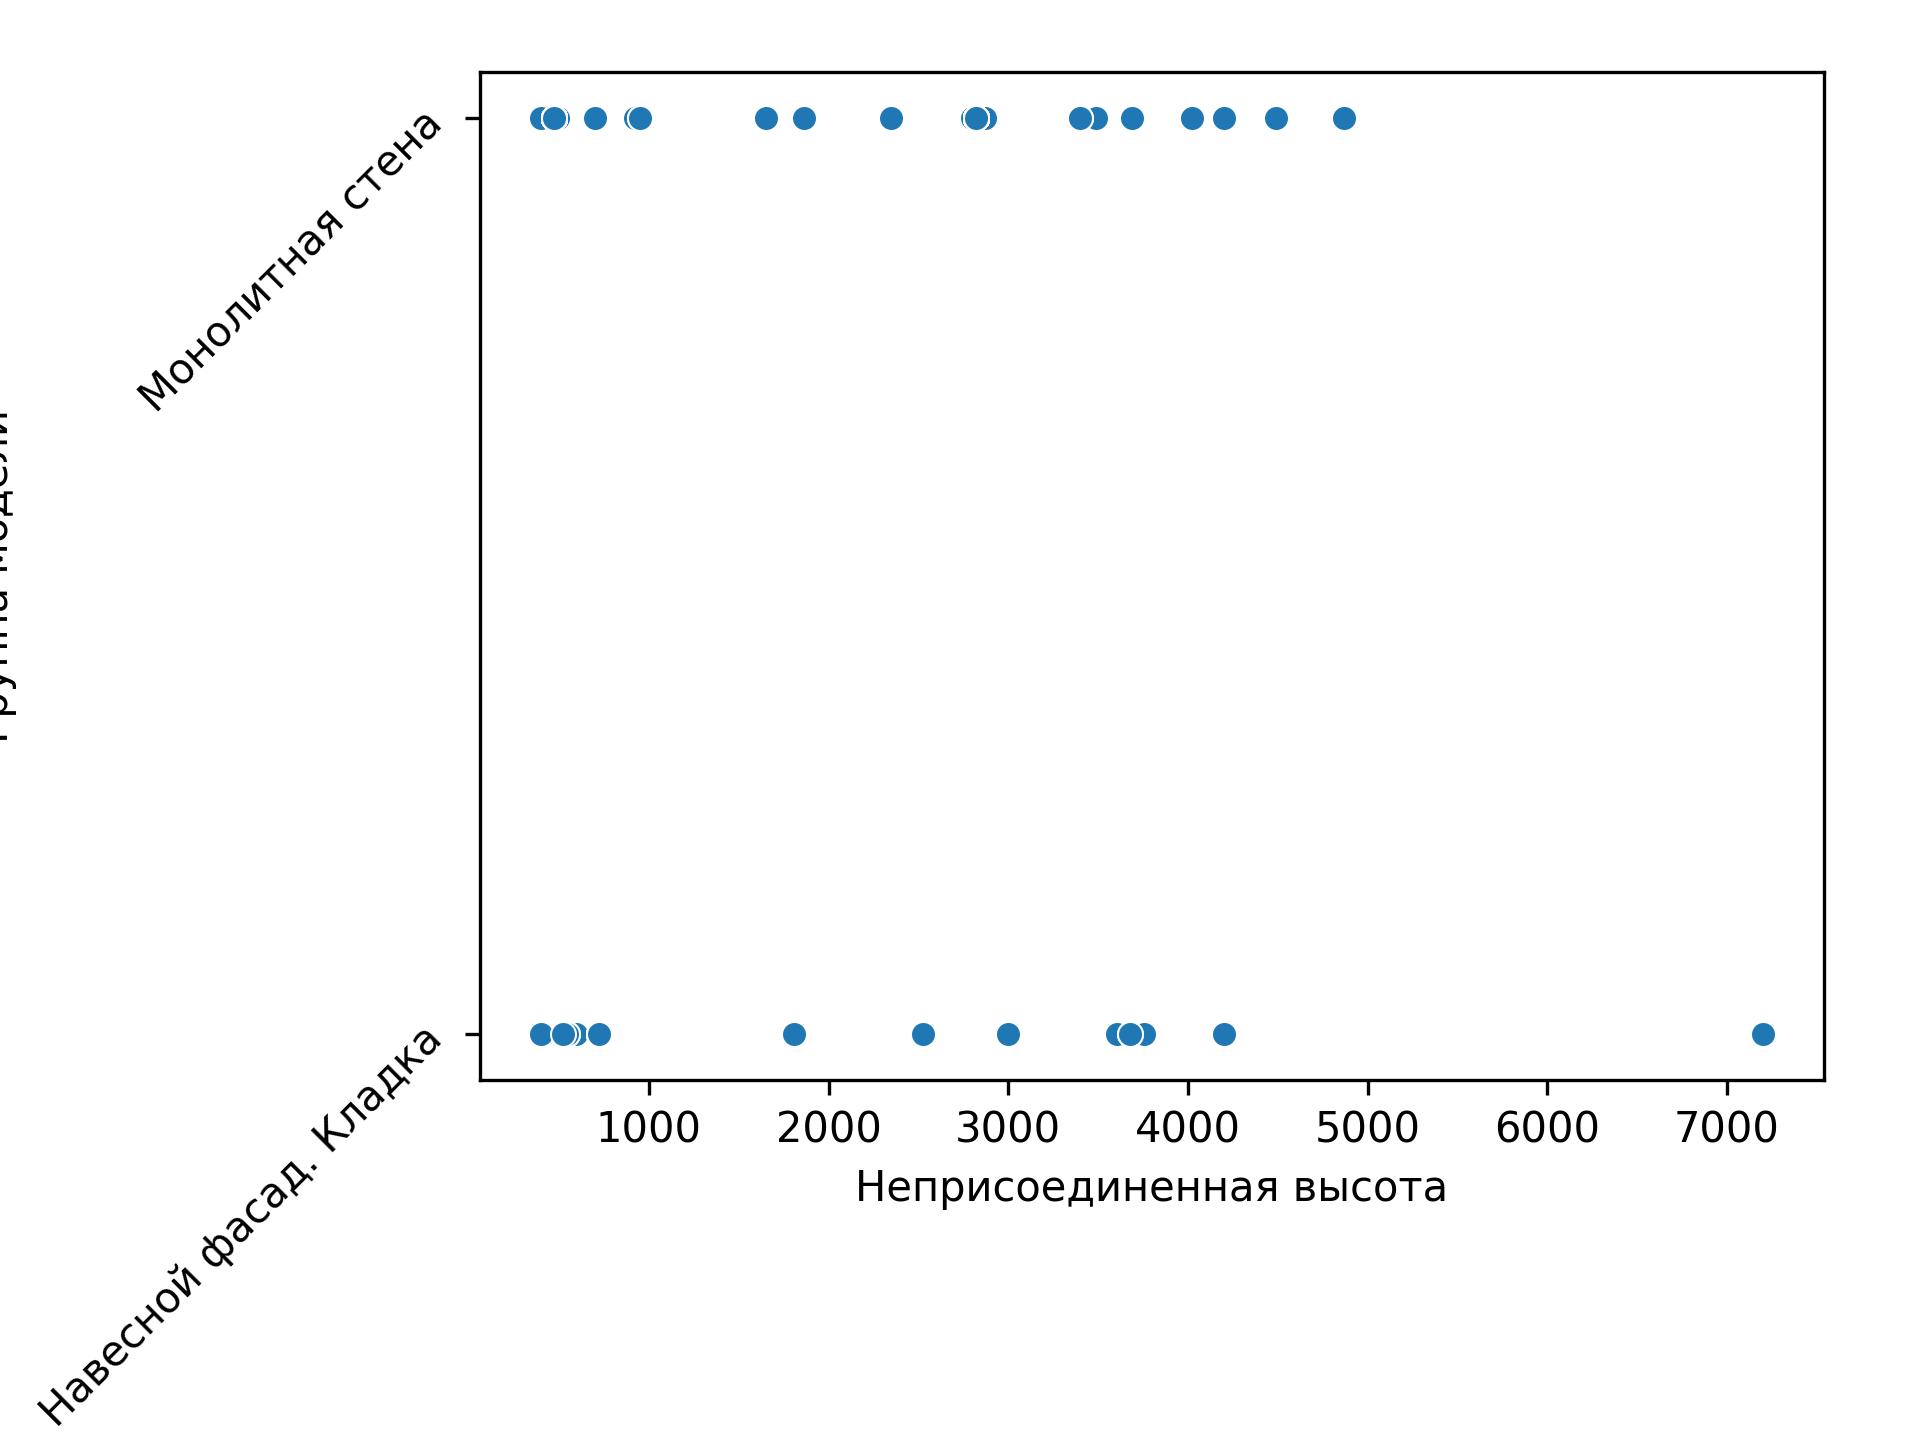 Монолитная стена
Навесной фасад. Кладка
1000 2000 3000 4000 5000 6000 7000
Неприсоединенная высота